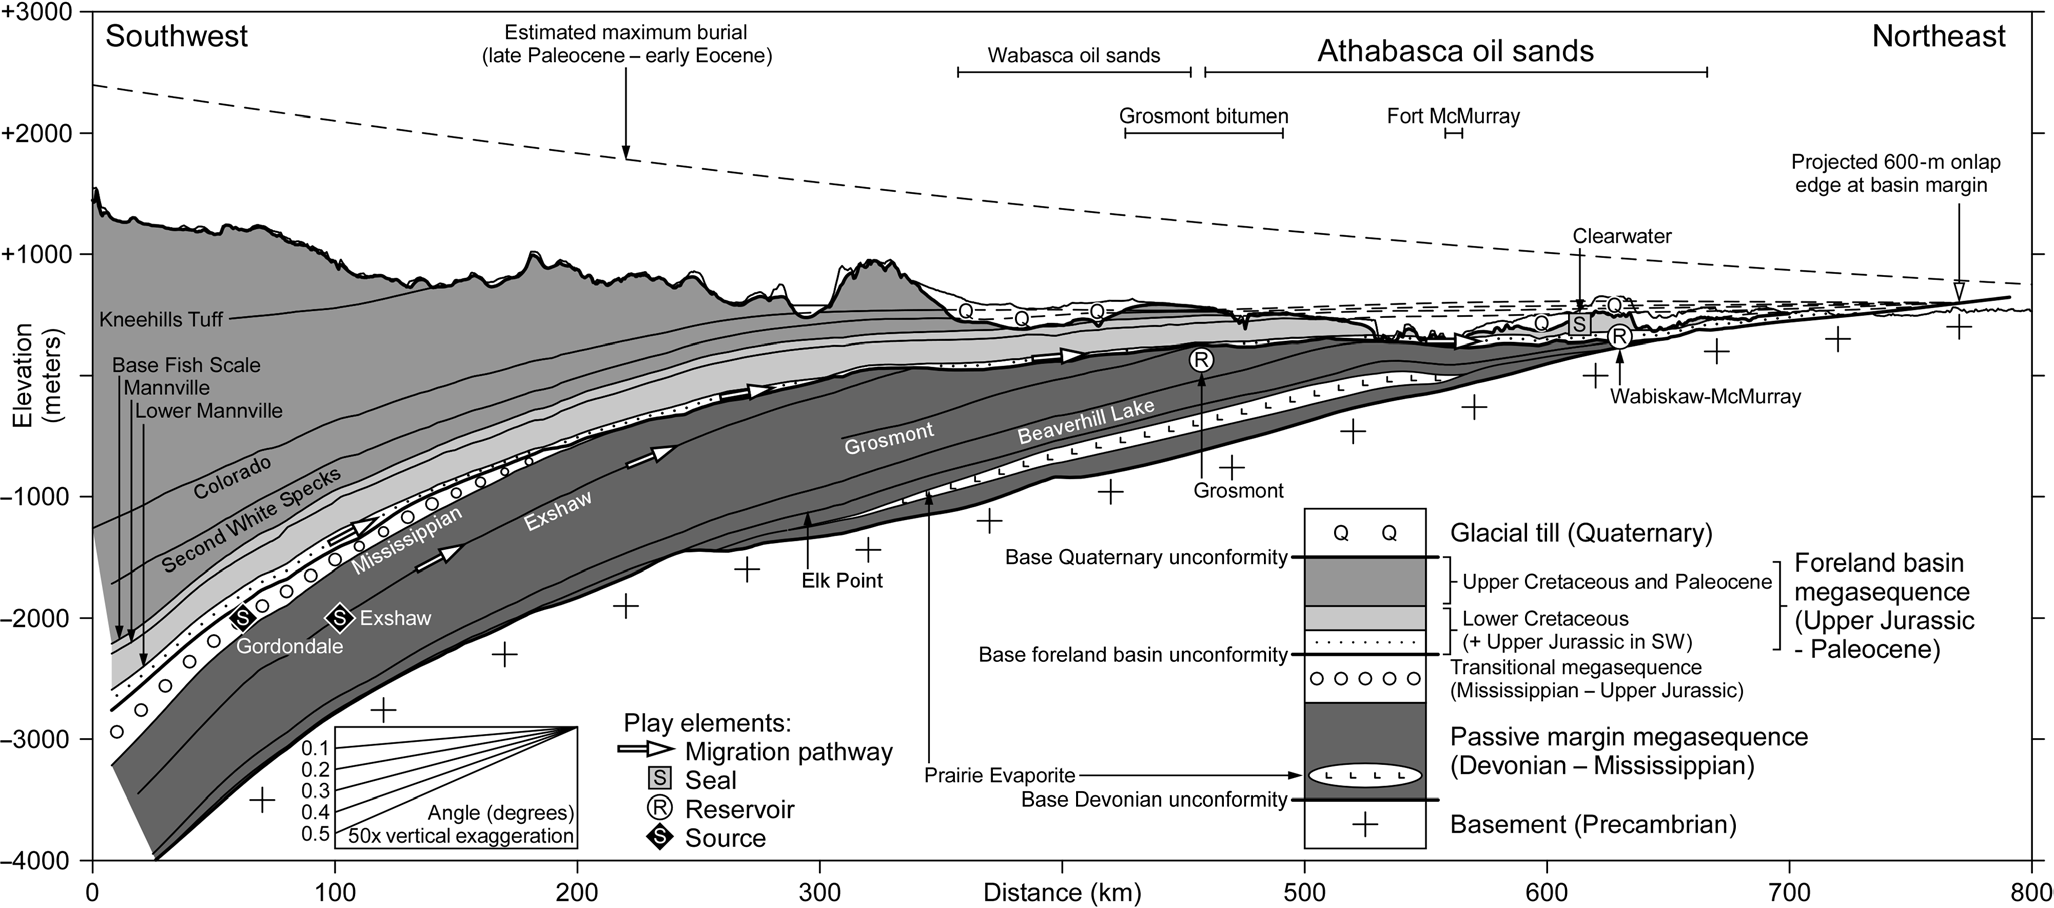 +3000
+2000
+1000
–1000
–2000
–3000
–4000
Elevation
(meters)
Southwest
Northeast
Estimated maximum burial
(late Paleocene – early Eocene)
Wabasca oil sands
Athabasca oil sands
Grosmont bitumen
Fort McMurray
Projected 600-m onlap
edge at basin margin
Clearwater
Kneehills Tuff
Base Fish Scale
Mannville
Lower Mannville
Colorado
Second White Specks
Mississippian
Exshaw
Grosmont
Beaverhill Lake
Q
Q
Q
Q
Q
S
R
R
Wabiskaw-McMurray
Grosmont
S
Gordondale
S
Exshaw
Elk Point
Prairie Evaporite
0.1
0.2
0.3
0.4
0.5
Angle (degrees)
50x vertical exaggeration
Play elements:
Migration pathway
S Seal
R Reservoir
S Source
Q Q
Glacial till (Quaternary)
Base Quaternary unconformity
Upper Cretaceous and Paleocene
Lower Cretaceous
(+ Upper Jurassic in SW)
Foreland basin
megasequence
(Upper Jurassic
- Paleocene)
Base foreland basin unconformity
Transitional megasequence
(Mississippian – Upper Jurassic)
Passive margin megasequence
(Devonian – Mississippian)
Base Devonian unconformity
Basement (Precambrian)
0 100 200 300 Distance (km) 500 600 700 800